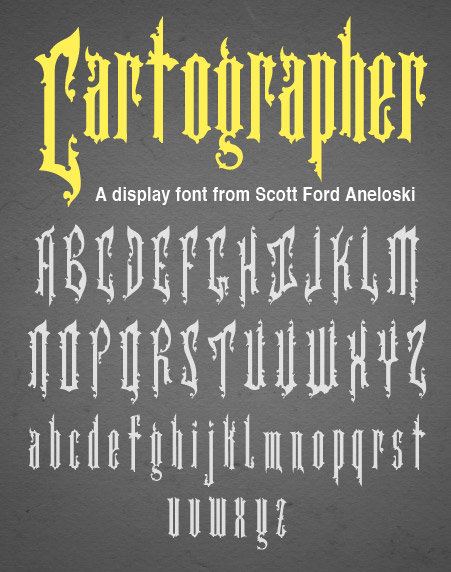 Cartographer
A display font from Scott Ford Aneloski
ABCDEFGHIJKLM
NOPQRSTUVWXYZ
abcdefghijklmnopqrst
uvwxyz